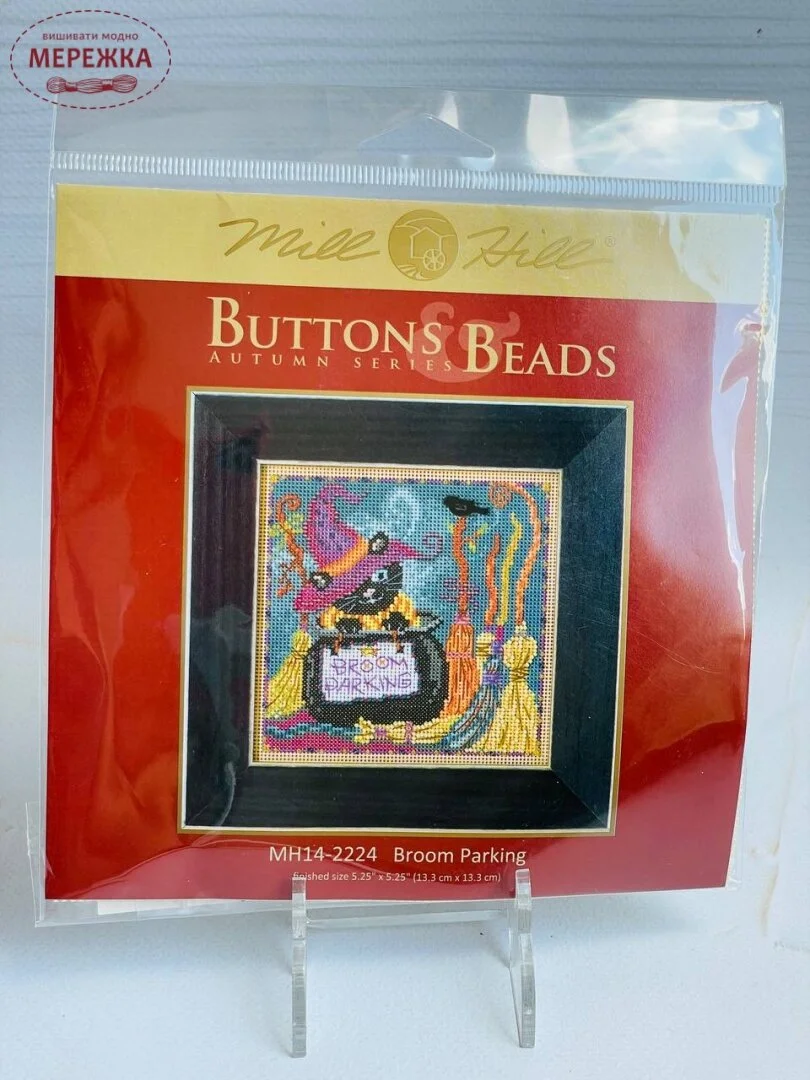 вишивати модно
МЕРЕЖКА
Mill Hill®
BUTTONS & BEADS
AUTUMN SERIES
BROOM
PARKING
MH14-2224 Broom Parking
finished size 5.25" x 5.25" (13.3 cm x 13.3 cm)